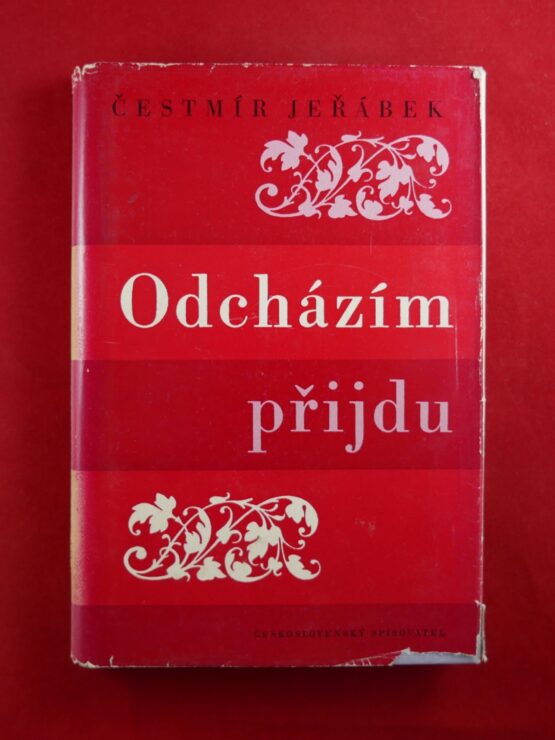 ČESTMÍR JEŘÁBEK
Odcházím
přijdu
ČESKOSLOVENSKÝ SPISOVATEL